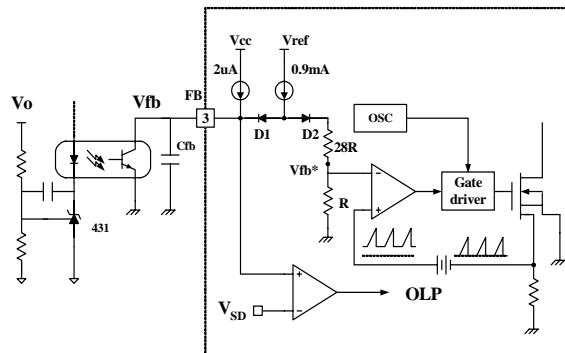 Vcc Vref
2uA 0.9mA
Vo Vfb FB
3
D1 D2
OSC
Cfb
28R
Vfb*
R
Gate
driver
431
−
+
+
−
OLP
V_SD